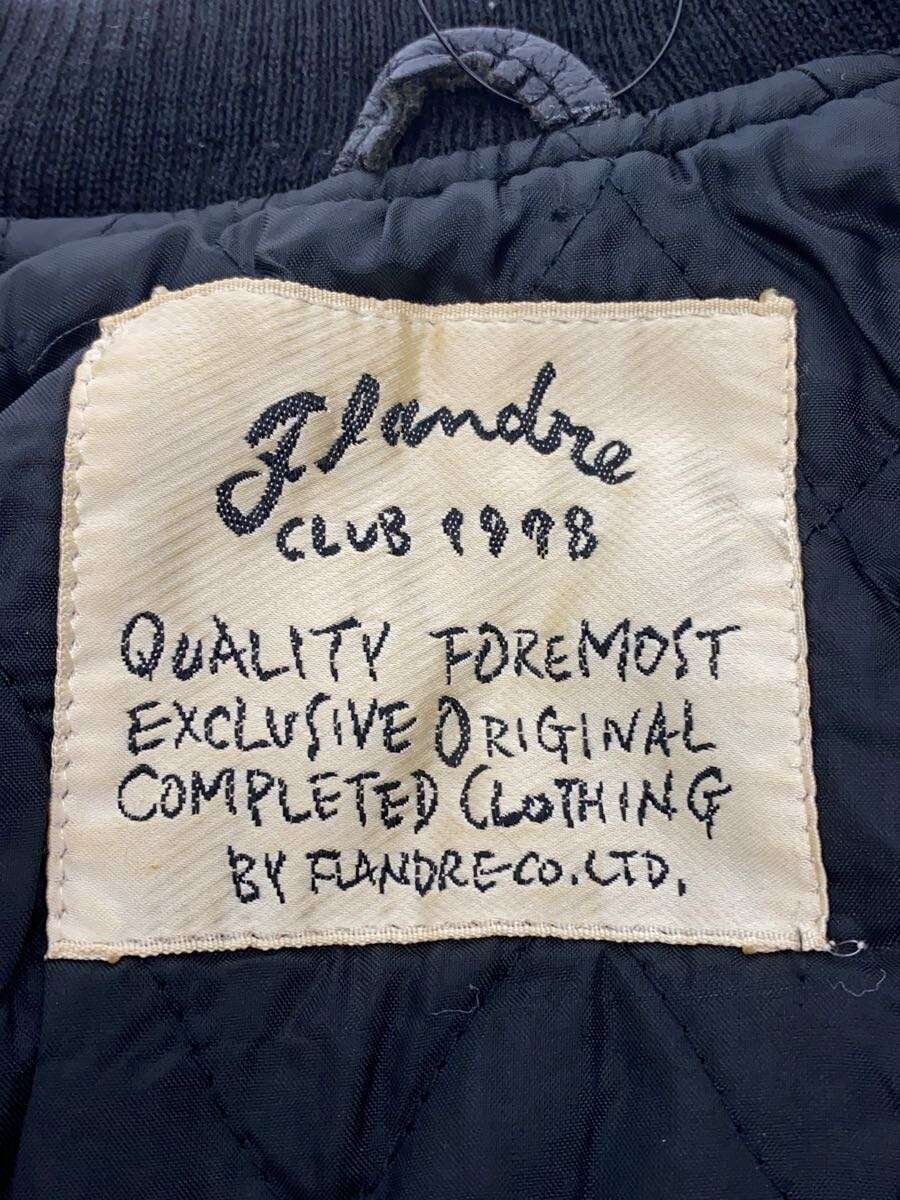 Flandre
CLUB 1998
QUALITY FOREMOST
EXCLUSIVE ORIGINAL
COMPLETED CLOTHING
BY FLANDRE CO.LTD.